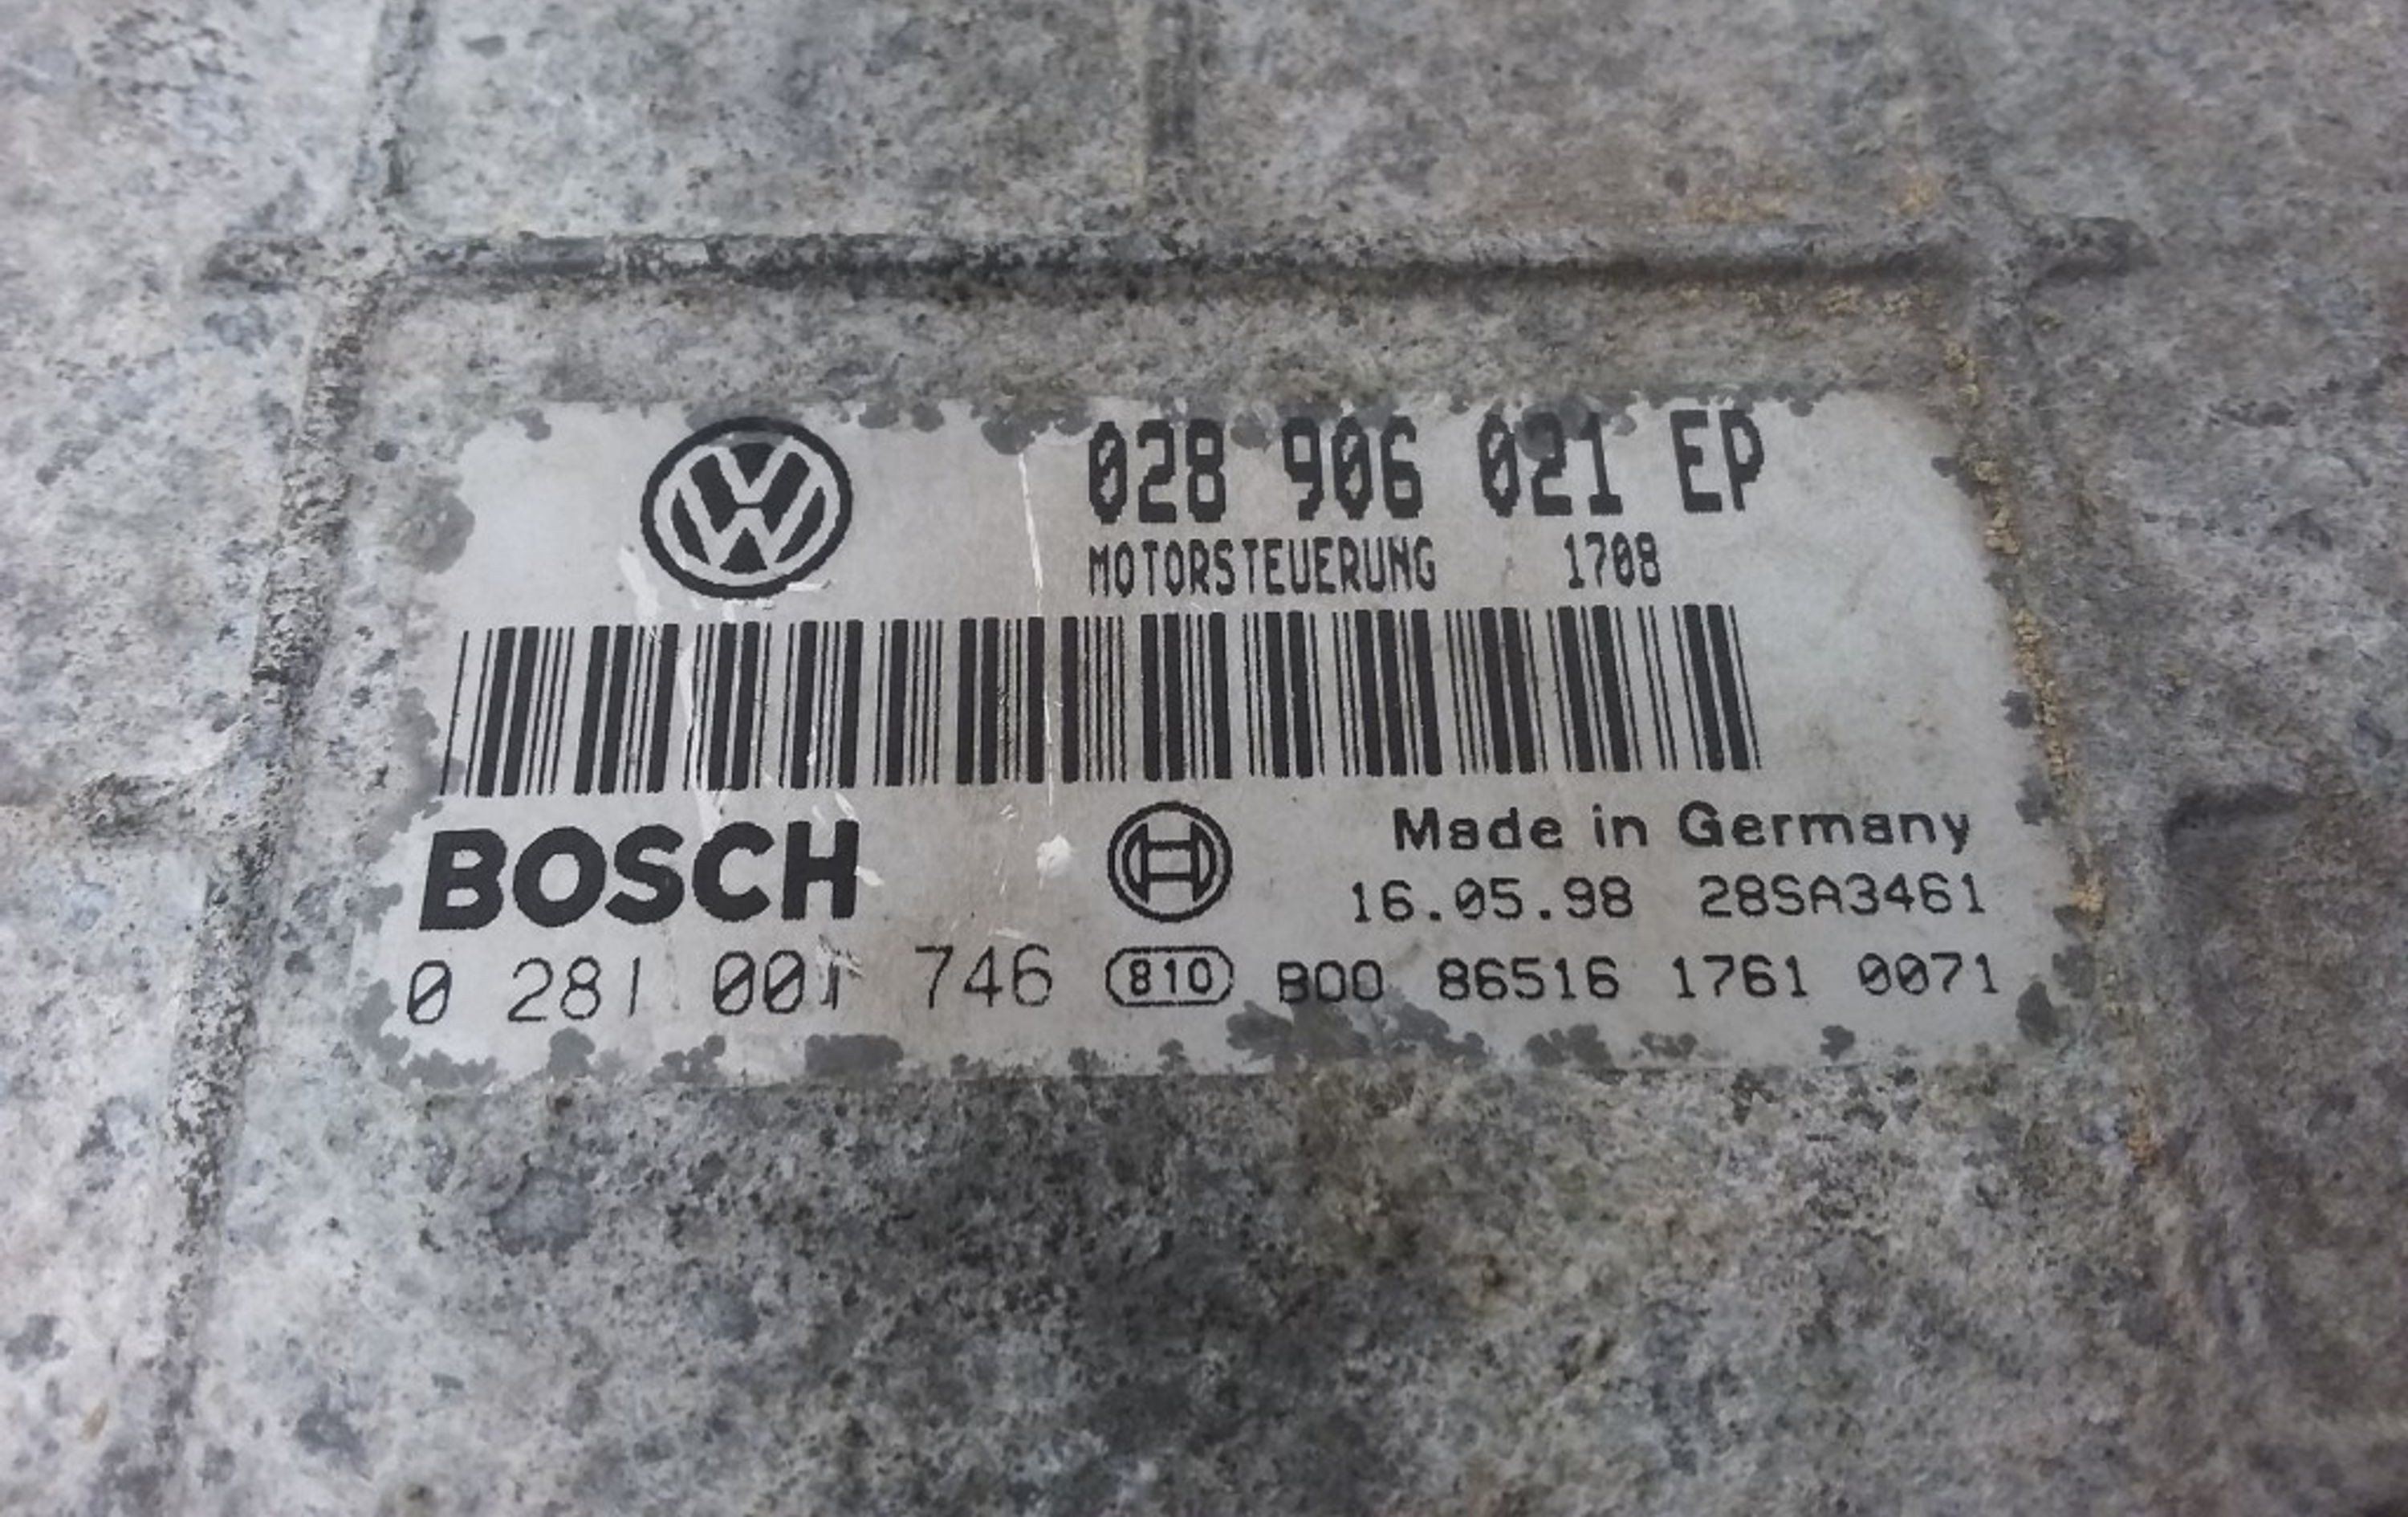 028 906 021 EP
MOTORSTEUERUNG 1708
BOSCH
Made in Germany
16.05.98 28SA3461
0 281 001 746 810 B00 86516 1761 0071